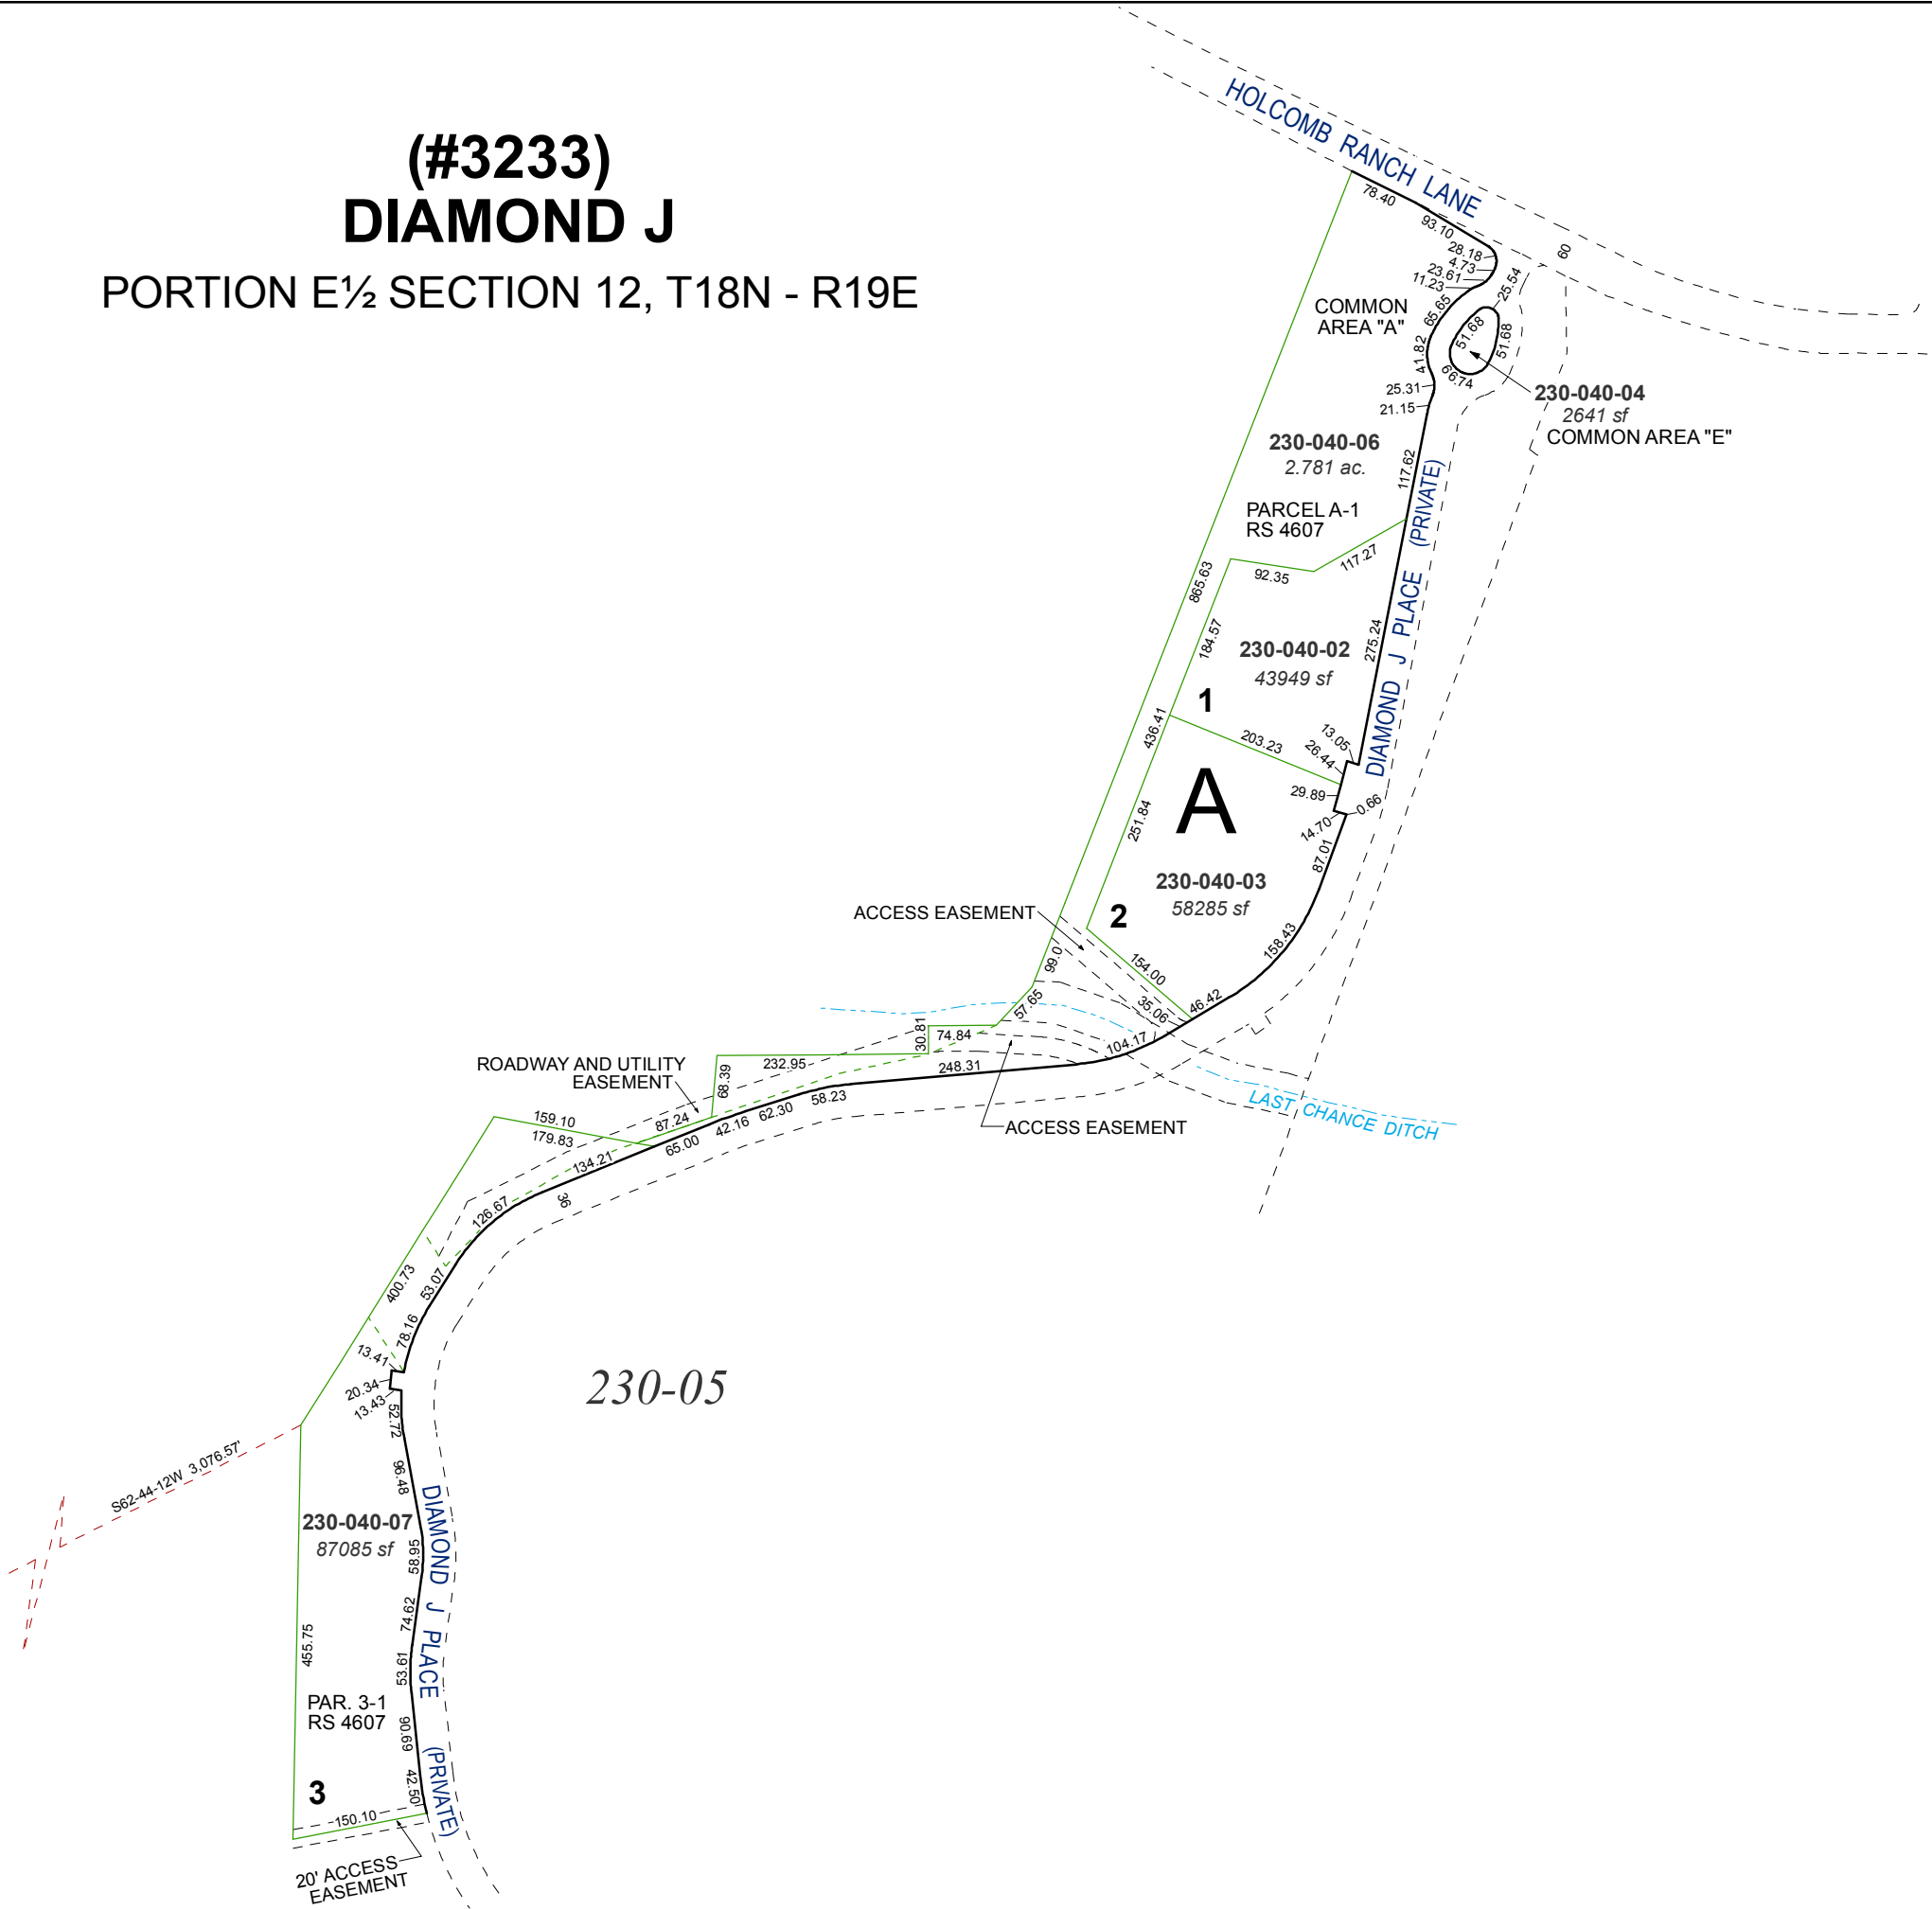 (#3233)
DIAMOND J
PORTION E½ SECTION 12, T18N - R19E
HOLCOMB RANCH LANE
78.40
93.10
28.18
4.73
23.61
11.23
65.65
41.82
25.31
21.15
25.54
51.68
51.68
66.74
60
COMMON
AREA "A"
230-040-04
2641 sf
COMMON AREA "E"
230-040-06
2.781 ac.
117.62
PARCEL A-1
RS 4607
DIAMOND J PLACE (PRIVATE)
92.35
117.27
865.63
184.57
275.24
230-040-02
43949 sf
1
436.41
203.23
13.05
26.44
29.89
0.66
14.70
87.01
251.84
A
230-040-03
58285 sf
2
ACCESS EASEMENT
99.0
154.00
158.43
46.42
35.06
57.65
104.17
30.81
74.84
248.31
232.95
68.39
ROADWAY AND UTILITY
EASEMENT
ACCESS EASEMENT
LAST CHANCE DITCH
58.23
62.30
42.16
87.24
65.00
159.10
179.83
134.21
36
126.67
400.73
53.07
78.16
13.41
20.34
13.43
52.72
230-05
S62-44-12W 3,076.57'
96.48
230-040-07
87085 sf
58.95
DIAMOND J PLACE (PRIVATE)
74.62
455.75
53.61
PAR. 3-1
RS 4607
90.69
42.50
3
150.10
20' ACCESS
EASEMENT